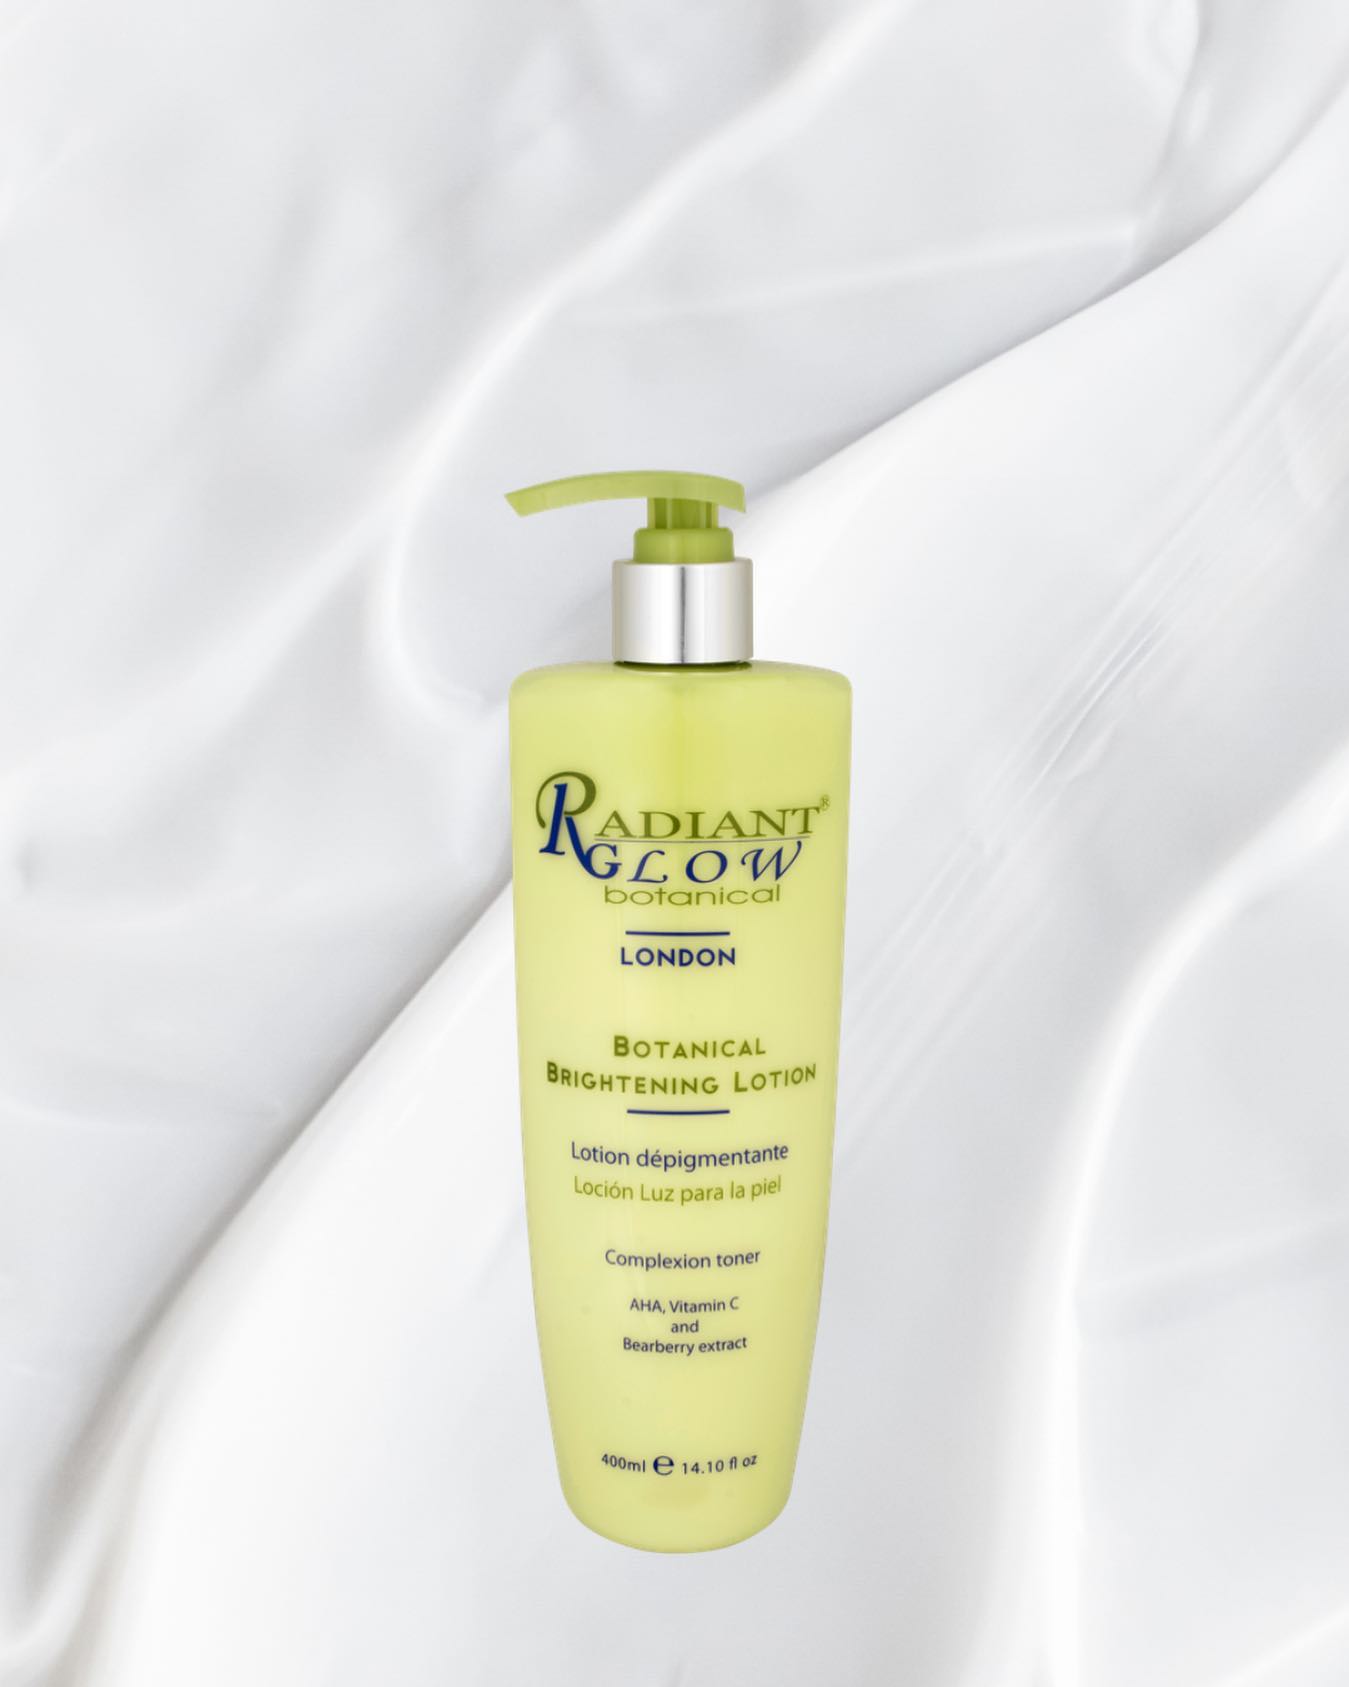 RADIANT®
GLOW
botanical
LONDON
BOTANICAL
BRIGHTENING LOTION
Lotion dépigmentante
Loción Luz para la piel
Complexion toner
AHA, Vitamin C
and
Bearberry extract
400ml ℮ 14.10 fl oz